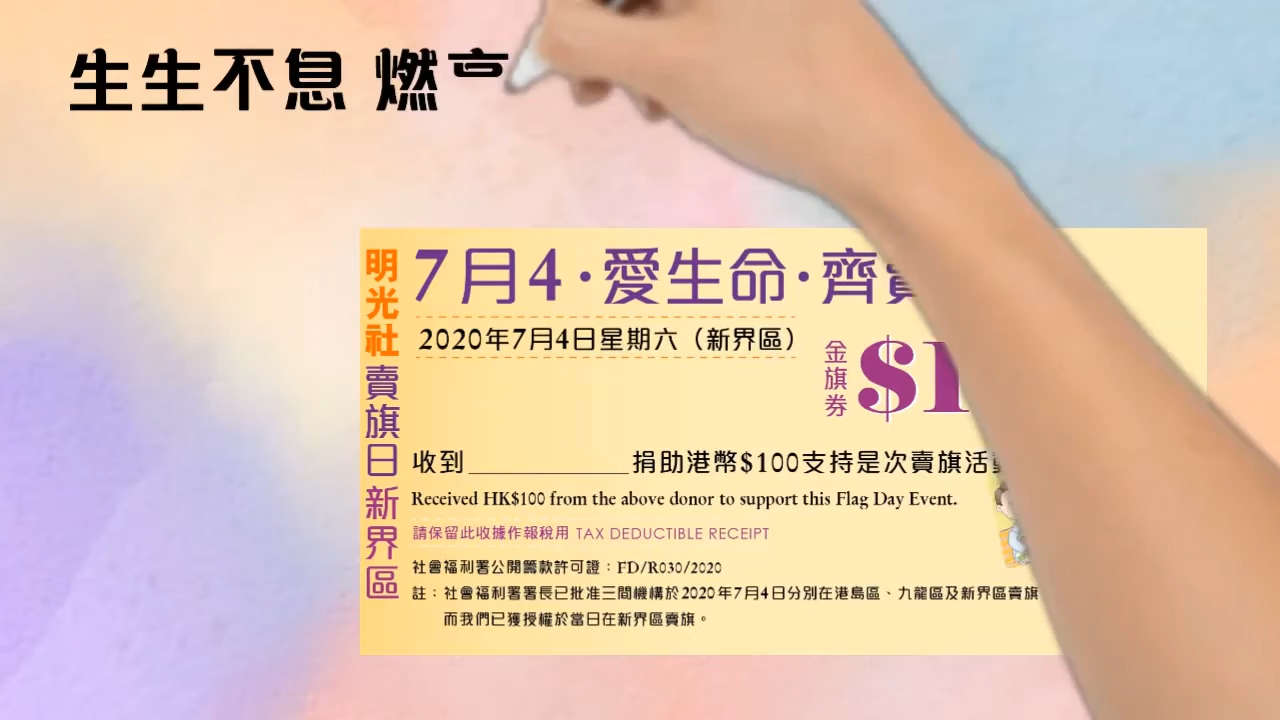 生生不息 燃
明光社 賣旗日 新界區
7月4·愛生命·齊
2020年7月4日星期六（新界區）
金旗券
$1
收到____________捐助港幣$100支持是次賣旗活
Received HK$100 from the above donor to support this Flag Day Event.
請保留此收據作報稅用 TAX DEDUCTIBLE RECEIPT
社會福利署公開籌款許可證：FD/R030/2020
註：社會福利署署長已批准三間機構於2020年7月4日分別在港島區、九龍區及新界區賣旗
而我們已獲授權於當日在新界區賣旗。